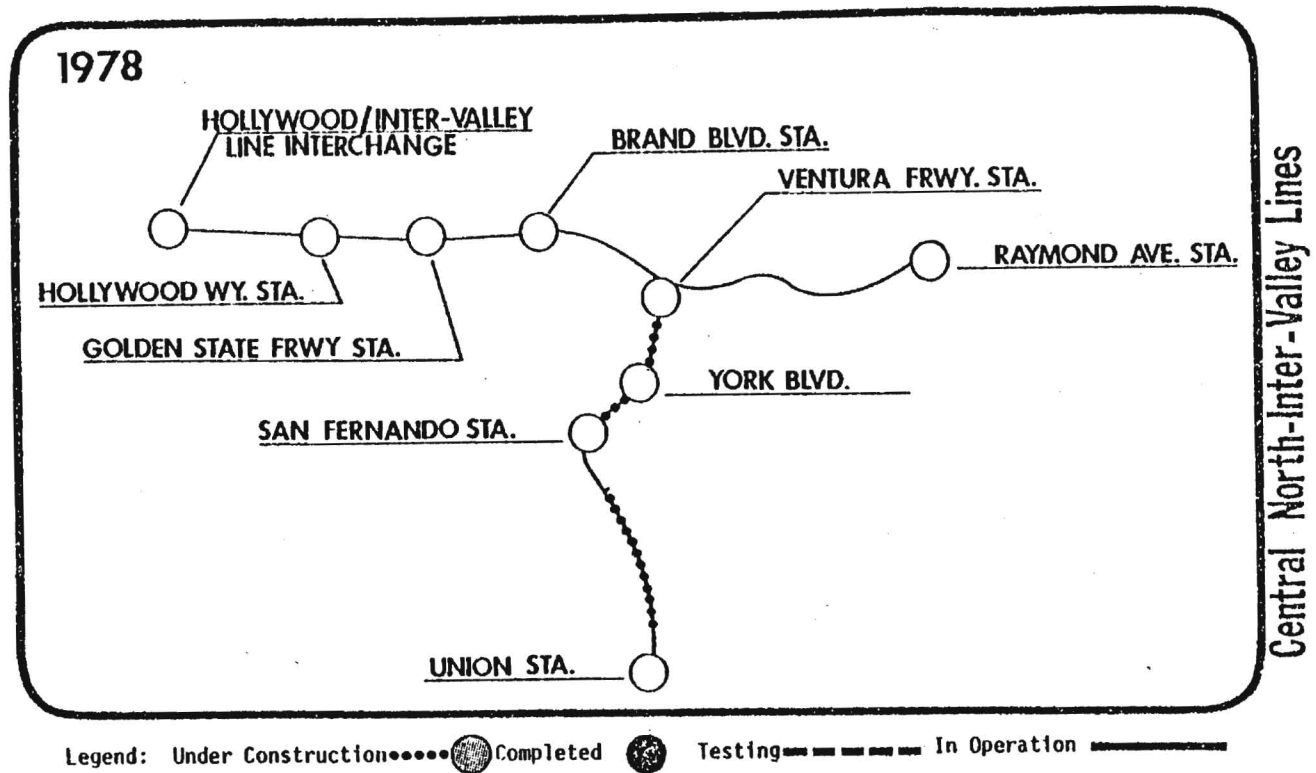 1978
HOLLYWOOD/INTER-VALLEY
LINE INTERCHANGE
BRAND BLVD. STA.
VENTURA FRWY. STA.
RAYMOND AVE. STA.
HOLLYWOOD WY. STA.
GOLDEN STATE FRWY STA.
YORK BLVD.
SAN FERNANDO STA.
UNION STA.
Central North-Inter-Valley Lines
Legend: Under Construction Completed Testing In Operation